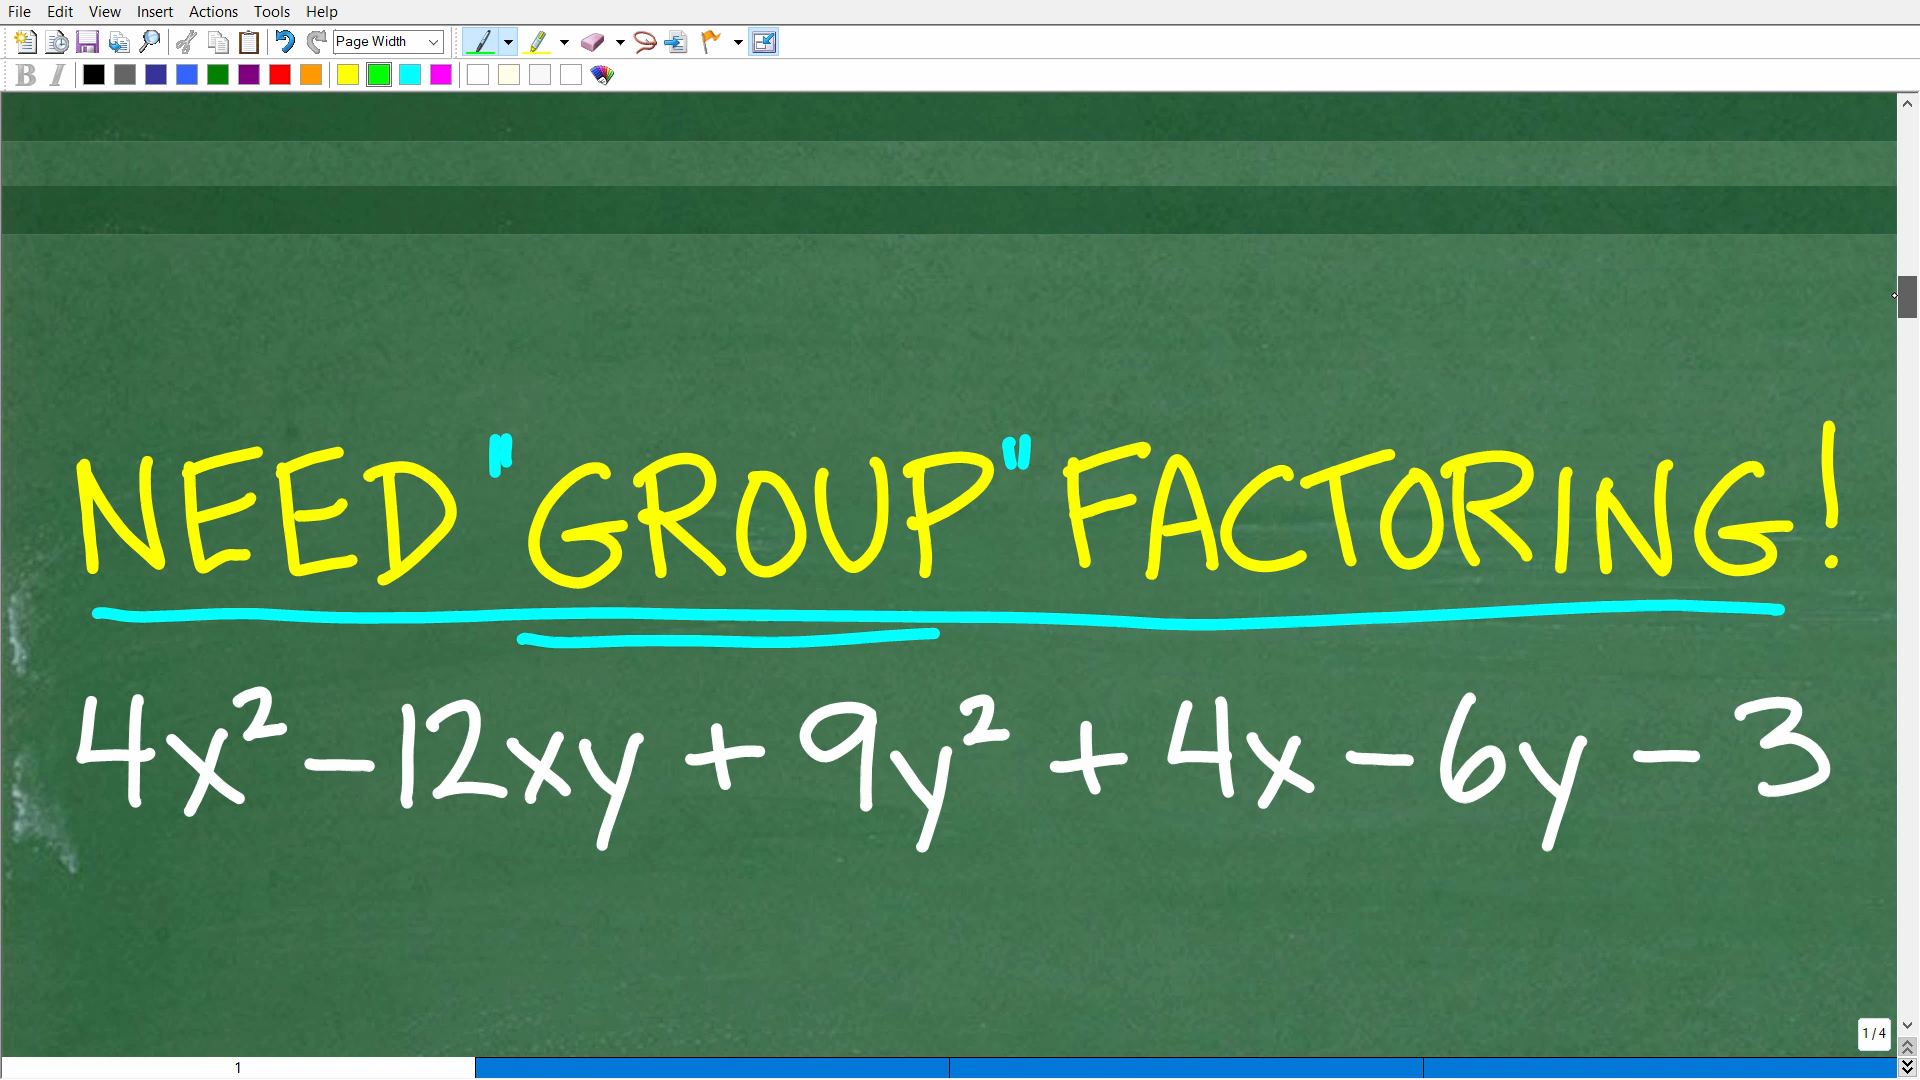 File Edit View Insert Actions Tools Help
Page Width
B I
NEED "GROUP" FACTORING!
4x² - 12xy + 9y² + 4x - 6y - 3
1 / 4
1